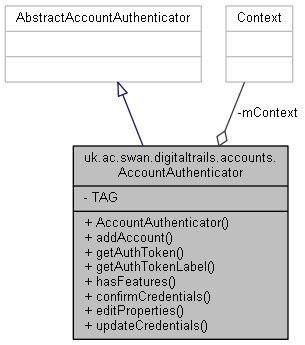 AbstractAccountAuthenticator
Context
-mContext
uk.ac.swan.digitaltrails.accounts.
AccountAuthenticator
- TAG
+ AccountAuthenticator()
+ addAccount()
+ getAuthToken()
+ getAuthTokenLabel()
+ hasFeatures()
+ confirmCredentials()
+ editProperties()
+ updateCredentials()